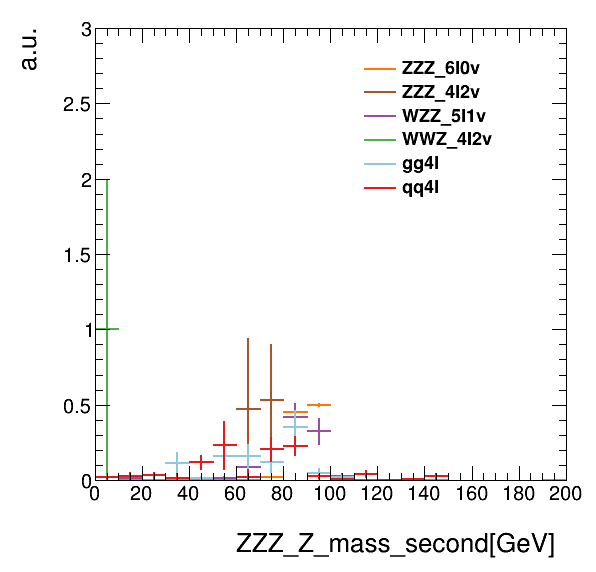 a.u.
3
2.5
2
1.5
1
0.5
0
0 20 40 60 80 100 120 140 160 180 200
ZZZ_6l0v
ZZZ_4l2v
WZZ_5l1v
WWZ_4l2v
gg4l
qq4l
ZZZ_Z_mass_second[GeV]